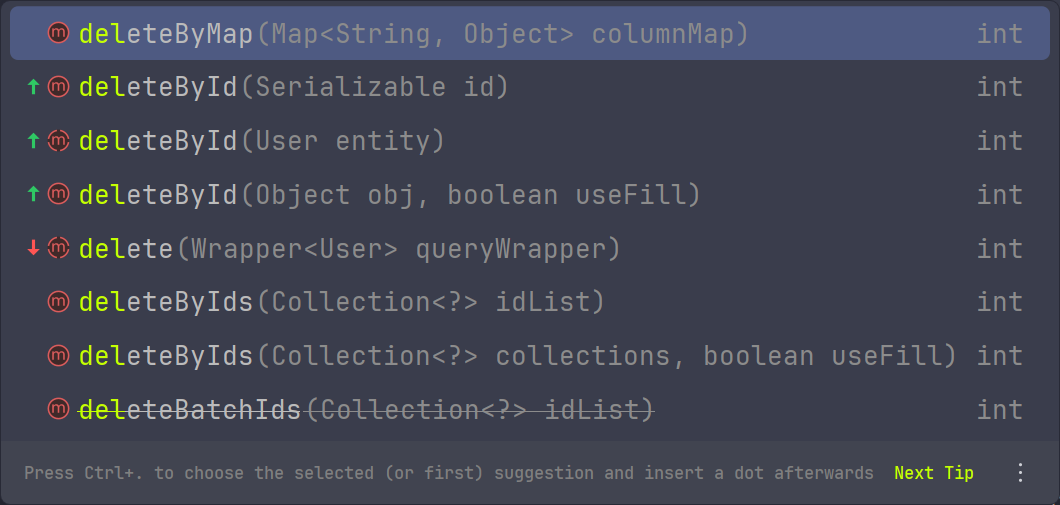 deleteByMap(Map<String, Object> columnMap) int
deleteById(Serializable id) int
deleteById(User entity) int
deleteById(Object obj, boolean useFill) int
delete(Wrapper<User> queryWrapper) int
deleteByIds(Collection<?> idList) int
deleteByIds(Collection<?> collections, boolean useFill) int
deleteBatchIds(Collection<?> idList) int
Press Ctrl+. to choose the selected (or first) suggestion and insert a dot afterwards Next Tip